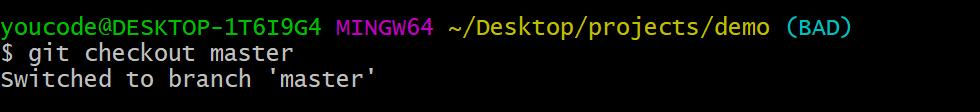 youcode@DESKTOP-1T6I9G4 MINGW64 ~/Desktop/projects/demo (BAD)
$ git checkout master
Switched to branch 'master'